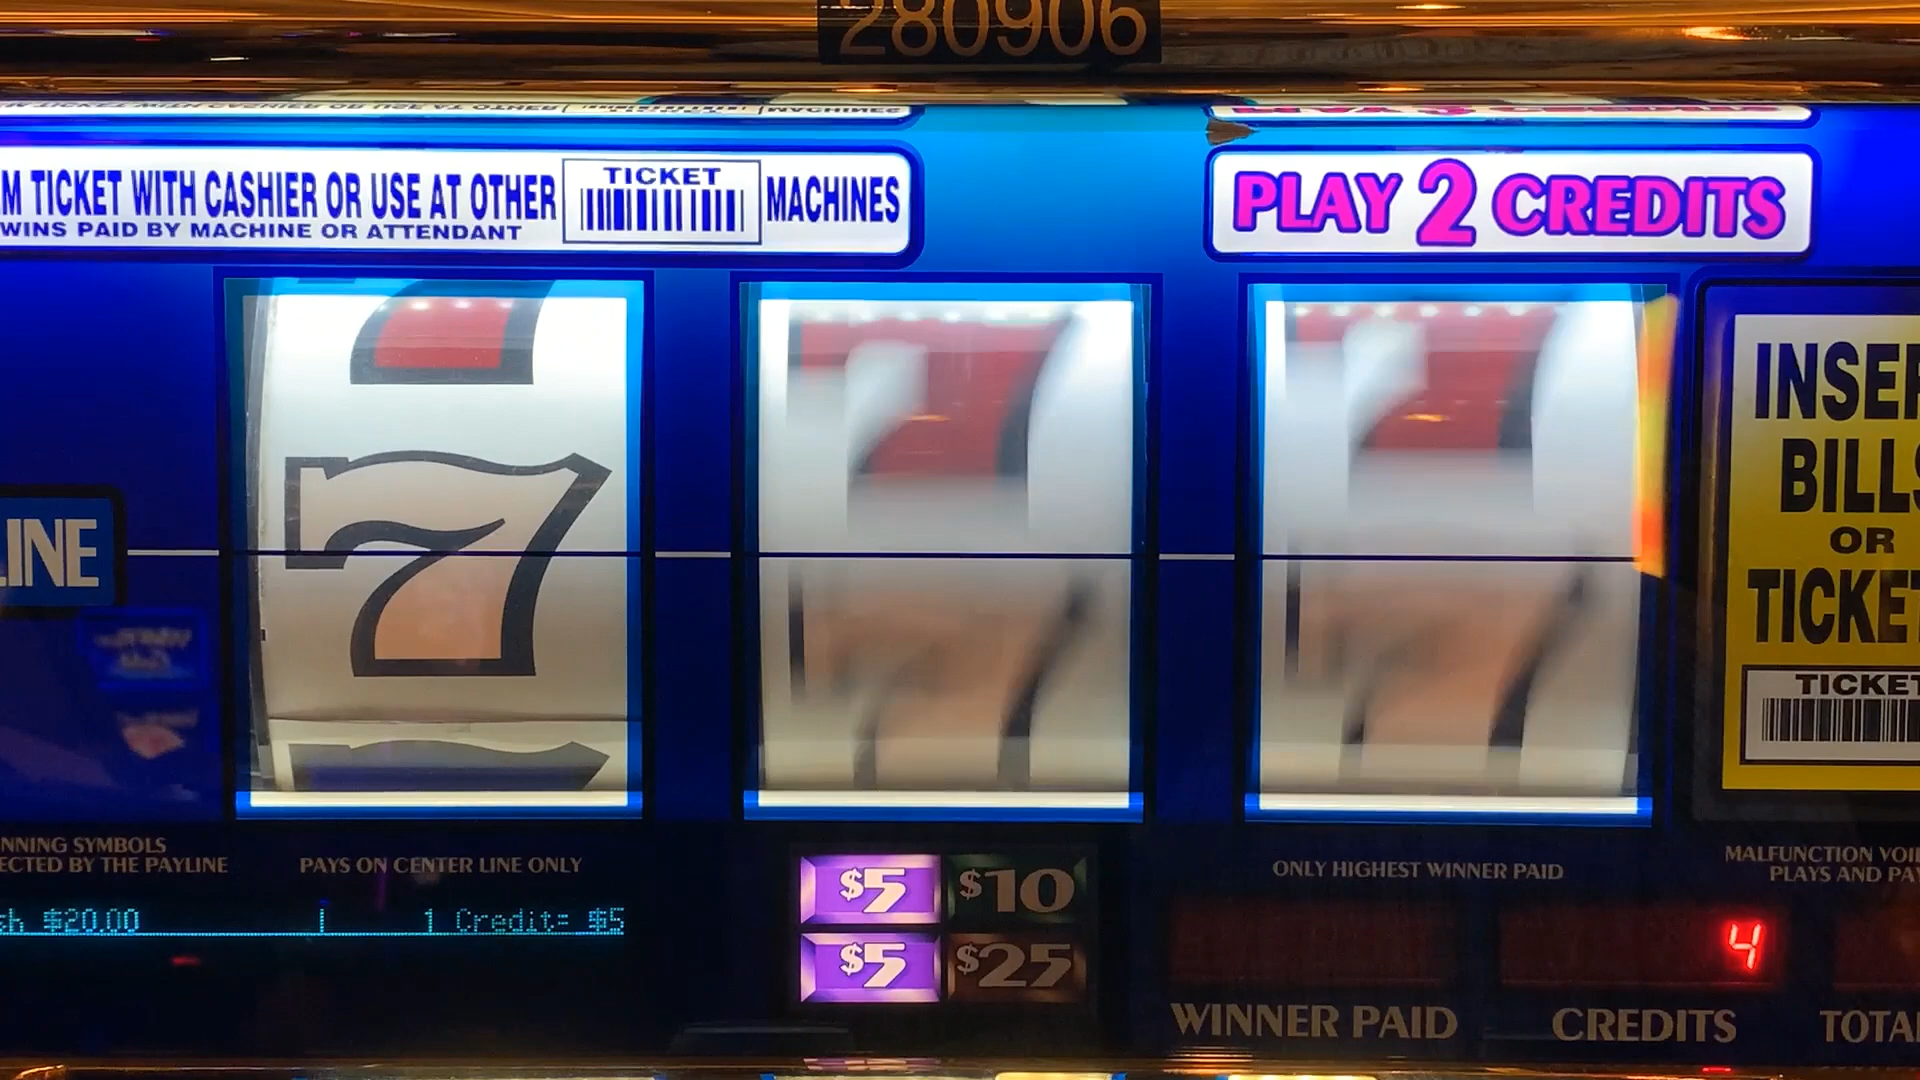 280906
M TICKET WITH CASHIER OR USE AT OTHER TICKET MACHINES
WINS PAID BY MACHINE OR ATTENDANT
PLAY 2 CREDITS
7
INSER
BILLS
OR
TICKET
TICKET
LINE
NNING SYMBOLS
ECTED BY THE PAYLINE
PAYS ON CENTER LINE ONLY
ONLY HIGHEST WINNER PAID
MALFUNCTION VOI
PLAYS AND PAY
sh $20.00 1 Credit= $5
$5 $10
$5 $25
4
WINNER PAID
CREDITS
TOTA